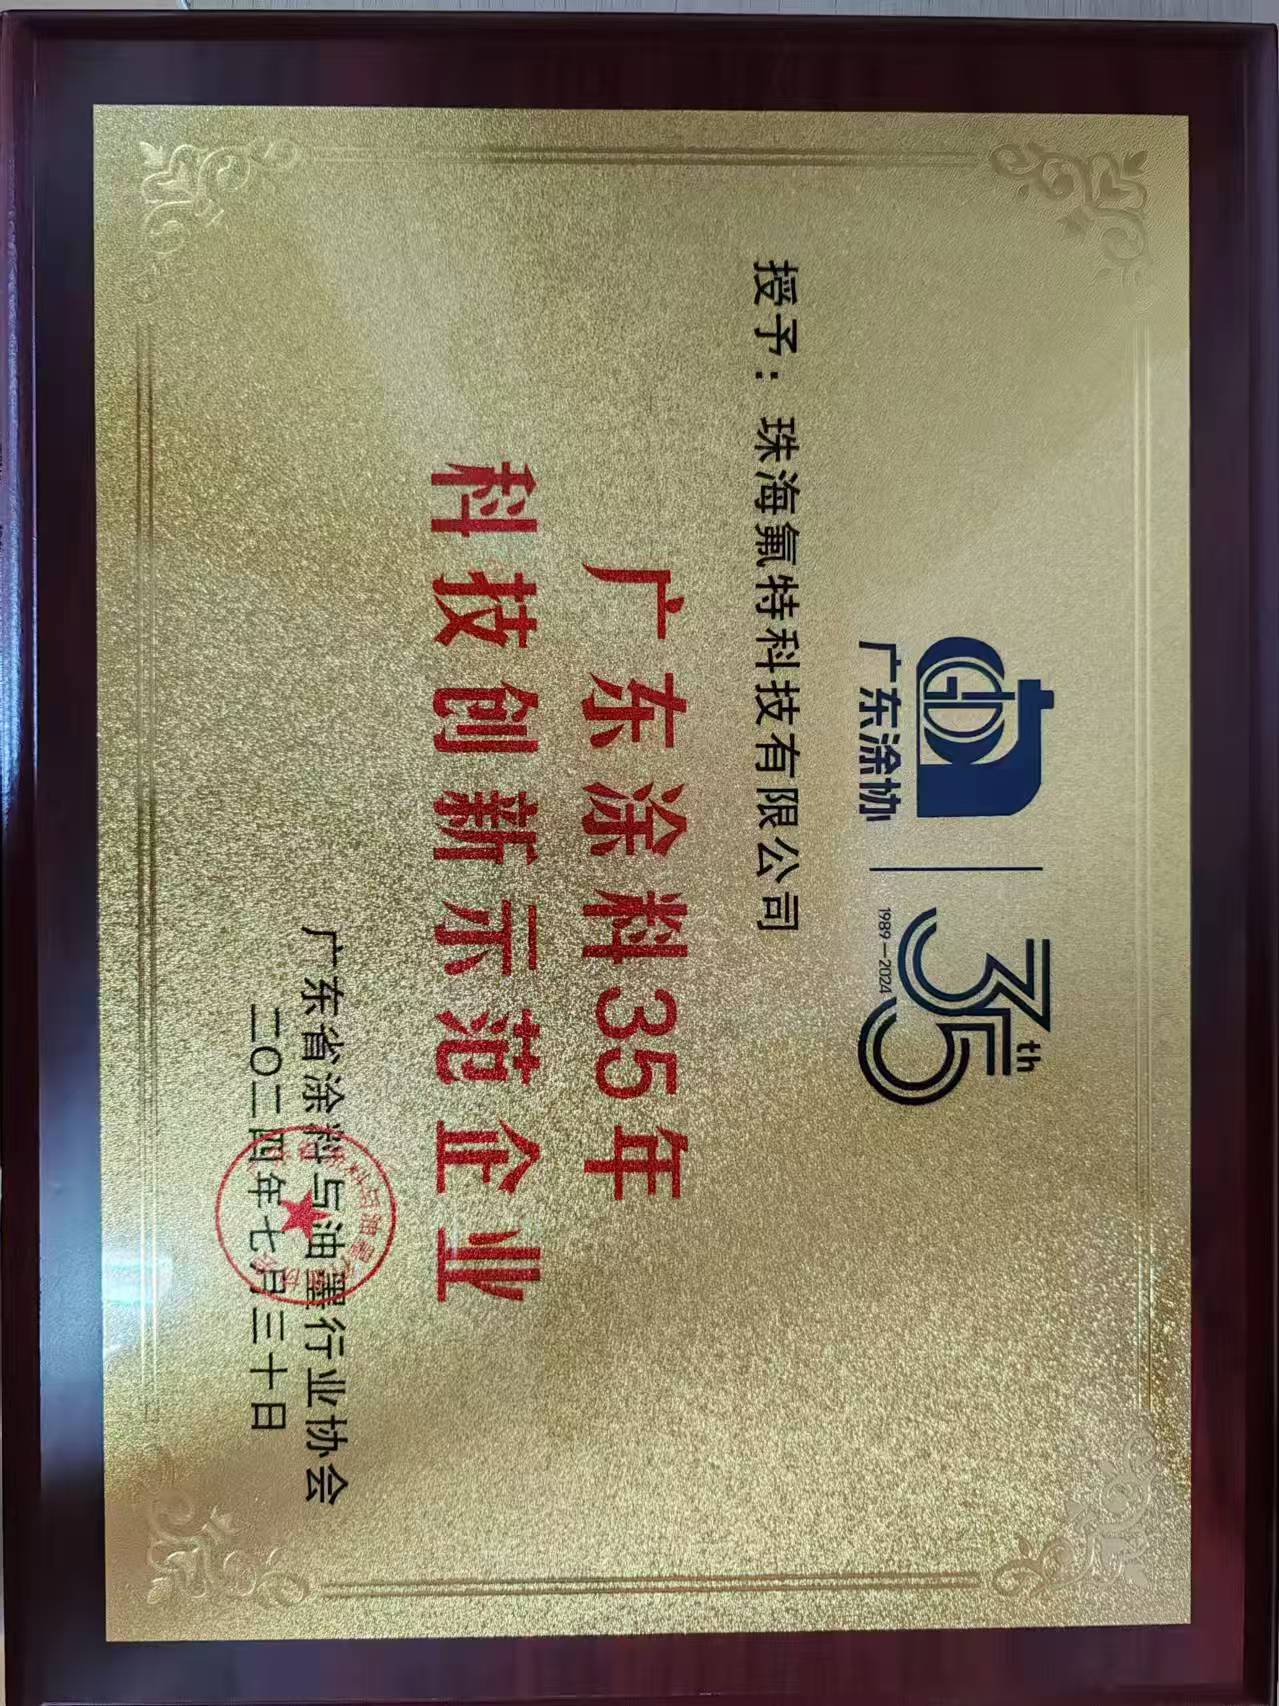 广东涂协
35th
1989—2024
授予：珠海氟特科技有限公司
广东涂料35年
科技创新示范企业
广东省涂料与油墨行业协会
二〇二四年七月三十日